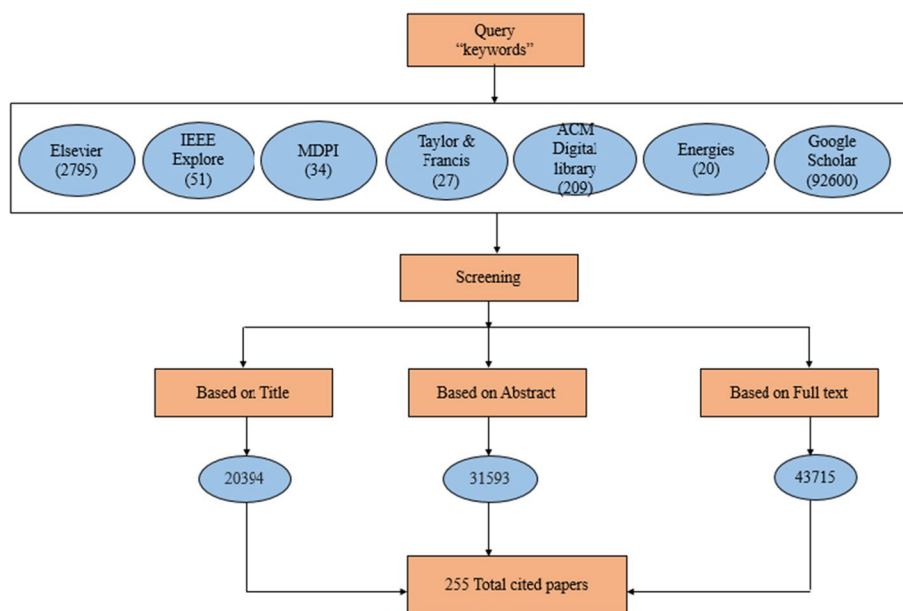 Query
“keywords”
Elsevier
(2795)
IEEE
Explore
(51)
MDPI
(34)
Taylor &
Francis
(27)
ACM
Digital
library
(209)
Energies
(20)
Google
Scholar
(92600)
Screening
Based on Title
Based on Abstract
Based on Full text
20394
31593
43715
255 Total cited papers